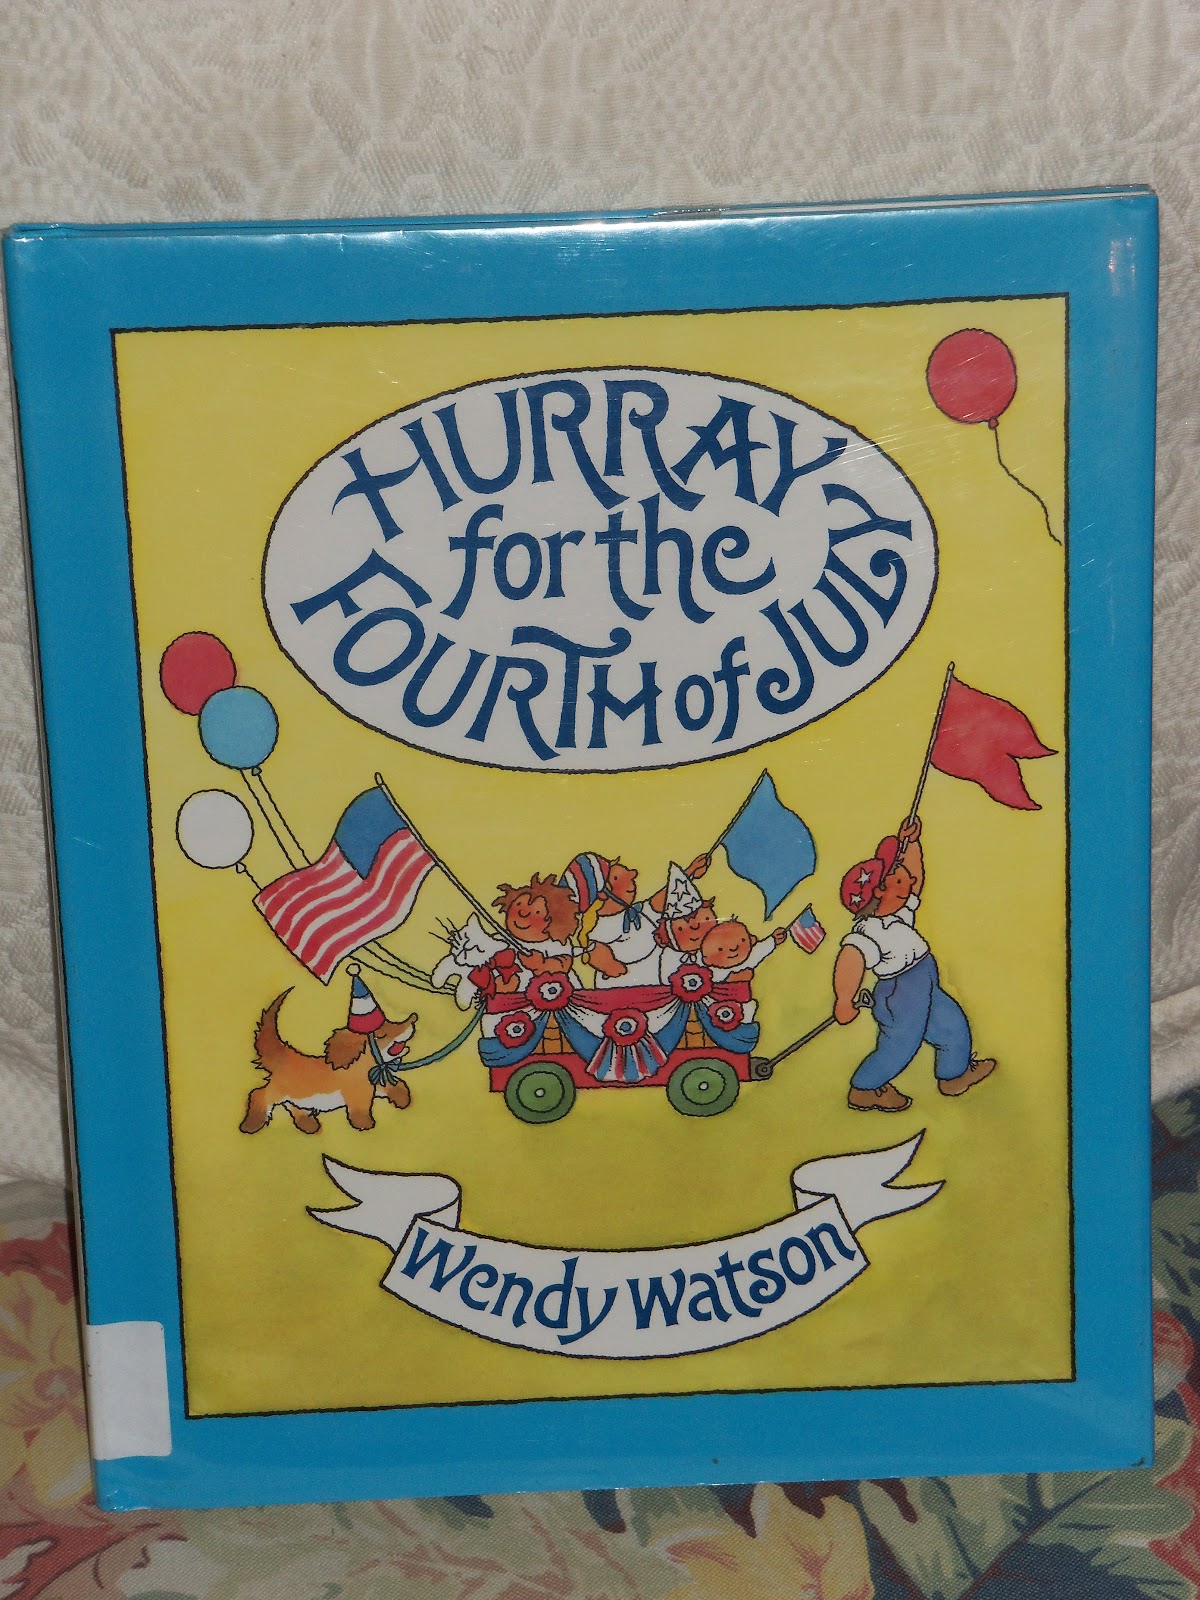 HURRAY
for the
FOURTH of JULY
Wendy Watson